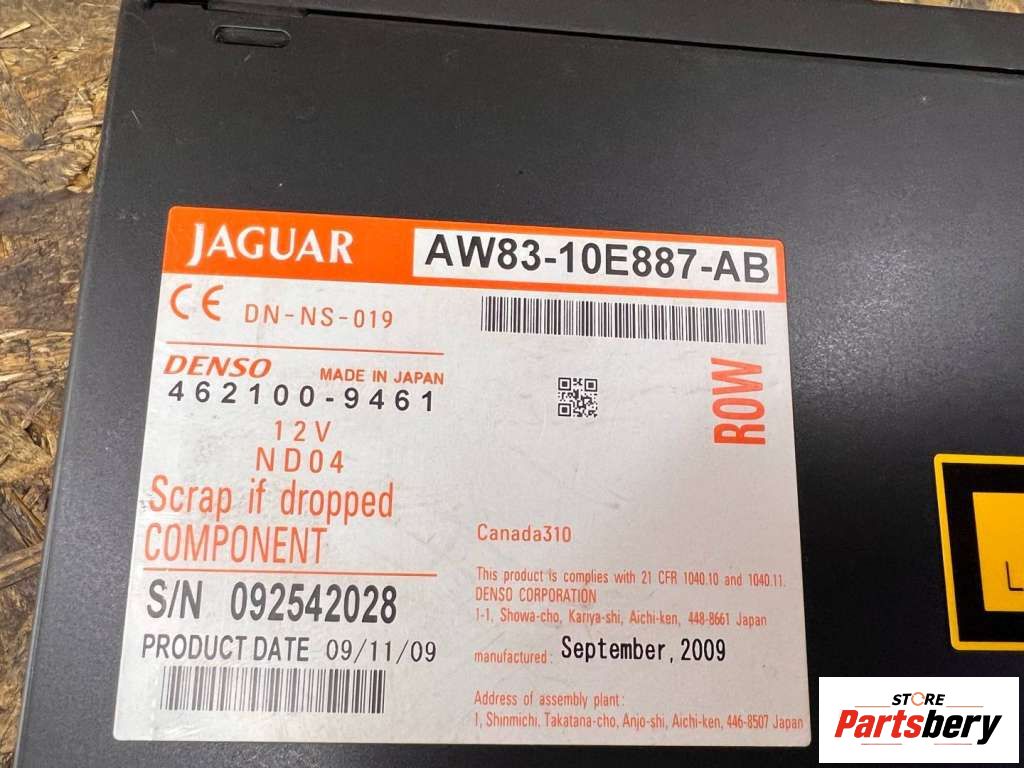 JAGUAR AW83-10E887-AB
CE DN-NS-019
DENSO MADE IN JAPAN
462100-9461
ROW
12V
ND04
Scrap if dropped
COMPONENT
Canada310
This product is complies with 21 CFR 1040.10 and 1040.11.
DENSO CORPORATION
1-1, Showa-cho, Kariya-shi, Aichi-ken, 448-8661 Japan
S/N 092542028
PRODUCT DATE 09/11/09
manufactured: September, 2009
Address of assembly plant:
1, Shinmichi, Takatana-cho, Anjo-shi, Aichi-ken, 446-8507 Japan
L
STORE
Partsbery